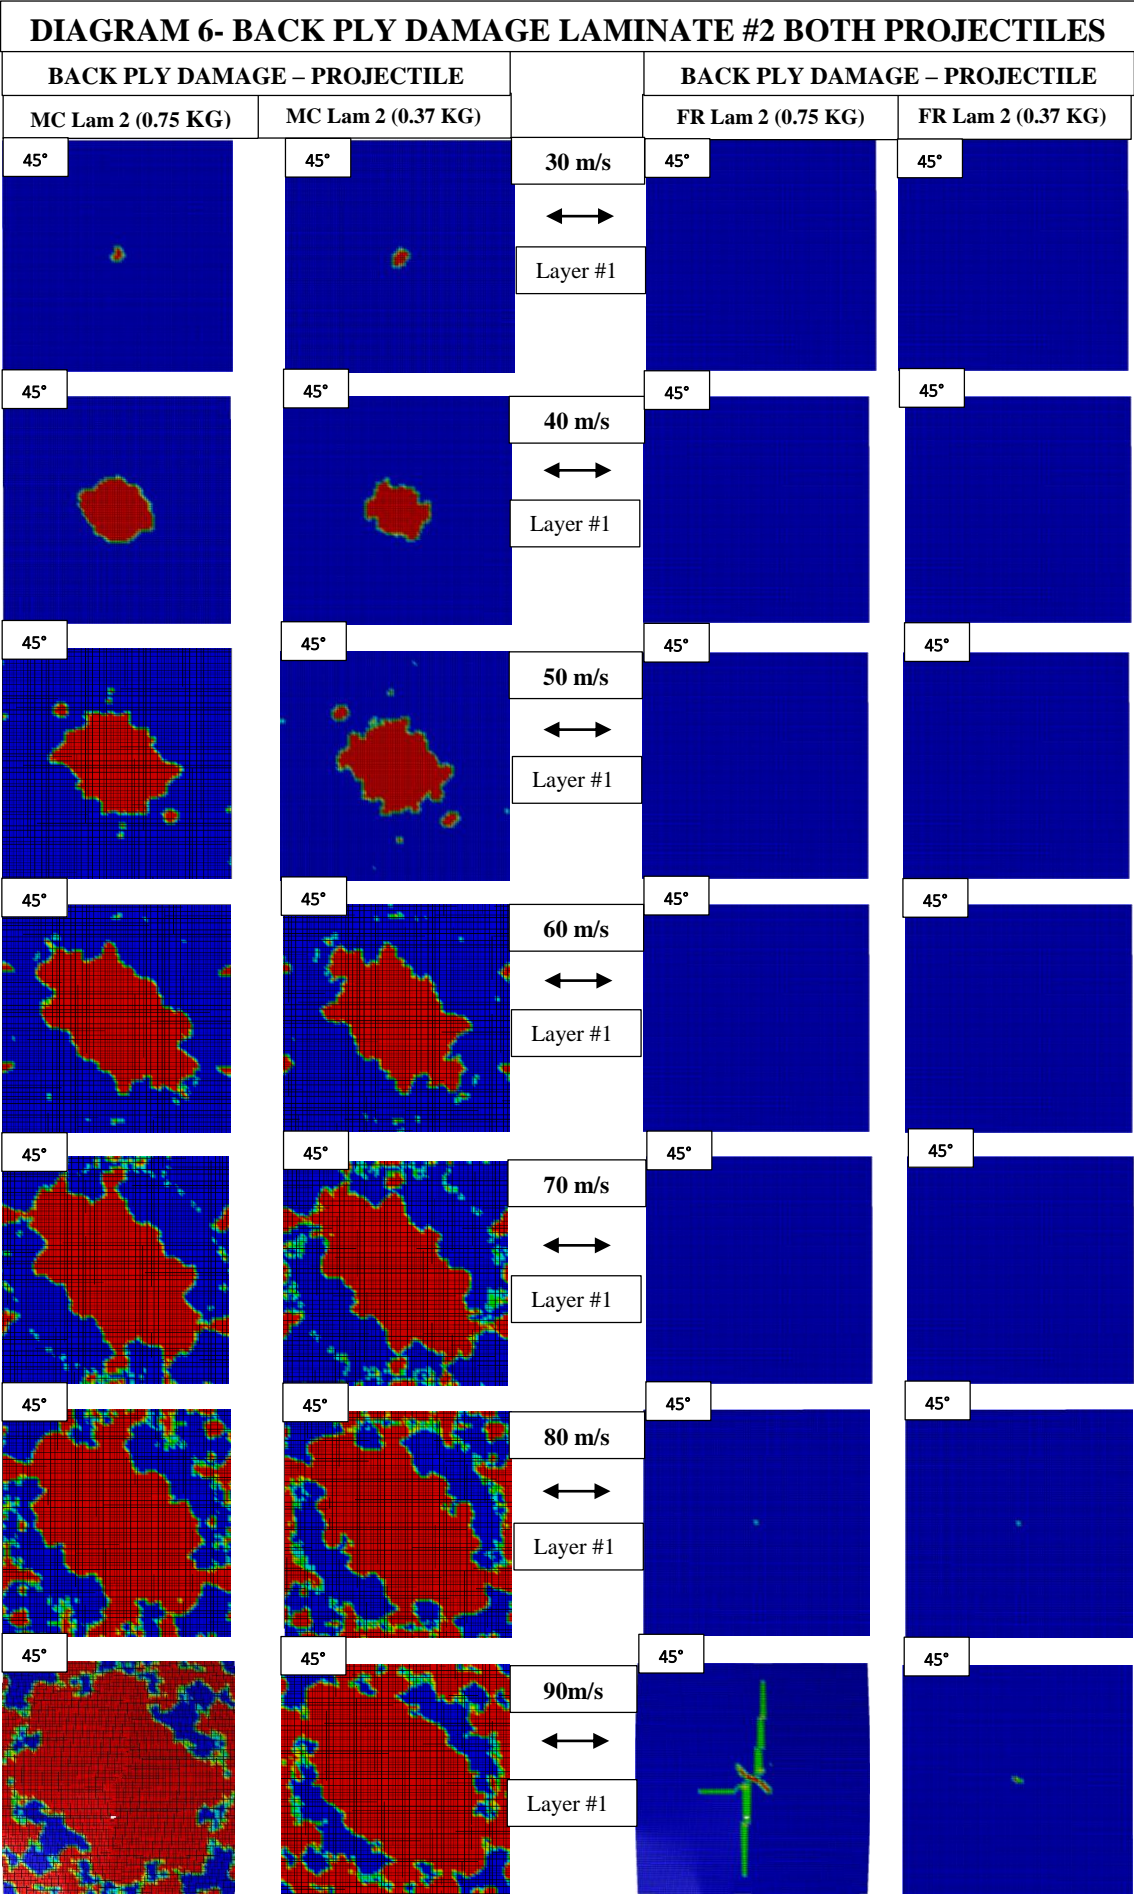 DIAGRAM 6- BACK PLY DAMAGE LAMINATE #2 BOTH PROJECTILES
BACK PLY DAMAGE – PROJECTILE
BACK PLY DAMAGE – PROJECTILE
MC Lam 2 (0.75 KG)
MC Lam 2 (0.37 KG)
FR Lam 2 (0.75 KG)
FR Lam 2 (0.37 KG)
45°
45°
30 m/s
45°
45°
Layer #1
45°
45°
40 m/s
45°
45°
Layer #1
45°
45°
50 m/s
45°
45°
Layer #1
45°
45°
60 m/s
45°
45°
Layer #1
45°
45°
70 m/s
45°
45°
Layer #1
45°
45°
80 m/s
45°
45°
Layer #1
45°
45°
90m/s
45°
45°
Layer #1